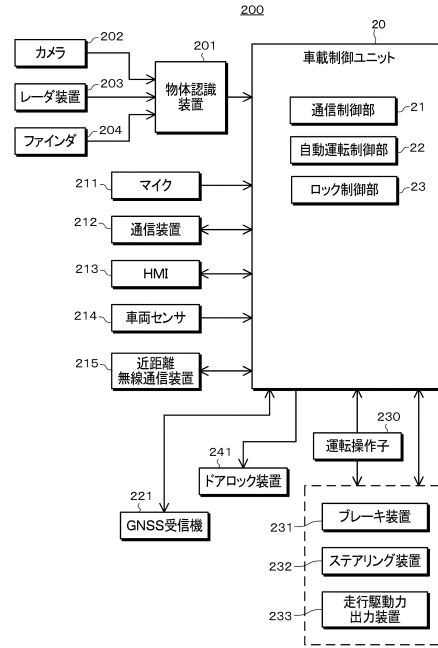 200
20
車載制御ユニット
202
カメラ
201
203
レーダ装置
物体認識
装置
204
ファインダ
通信制御部
21
自動運転制御部
22
ロック制御部
23
211
マイク
212
通信装置
213
HMI
214
車両センサ
215
近距離
無線通信装置
230
運転操作子
241
ドアロック装置
221
GNSS受信機
231
ブレーキ装置
232
ステアリング装置
233
走行駆動力
出力装置